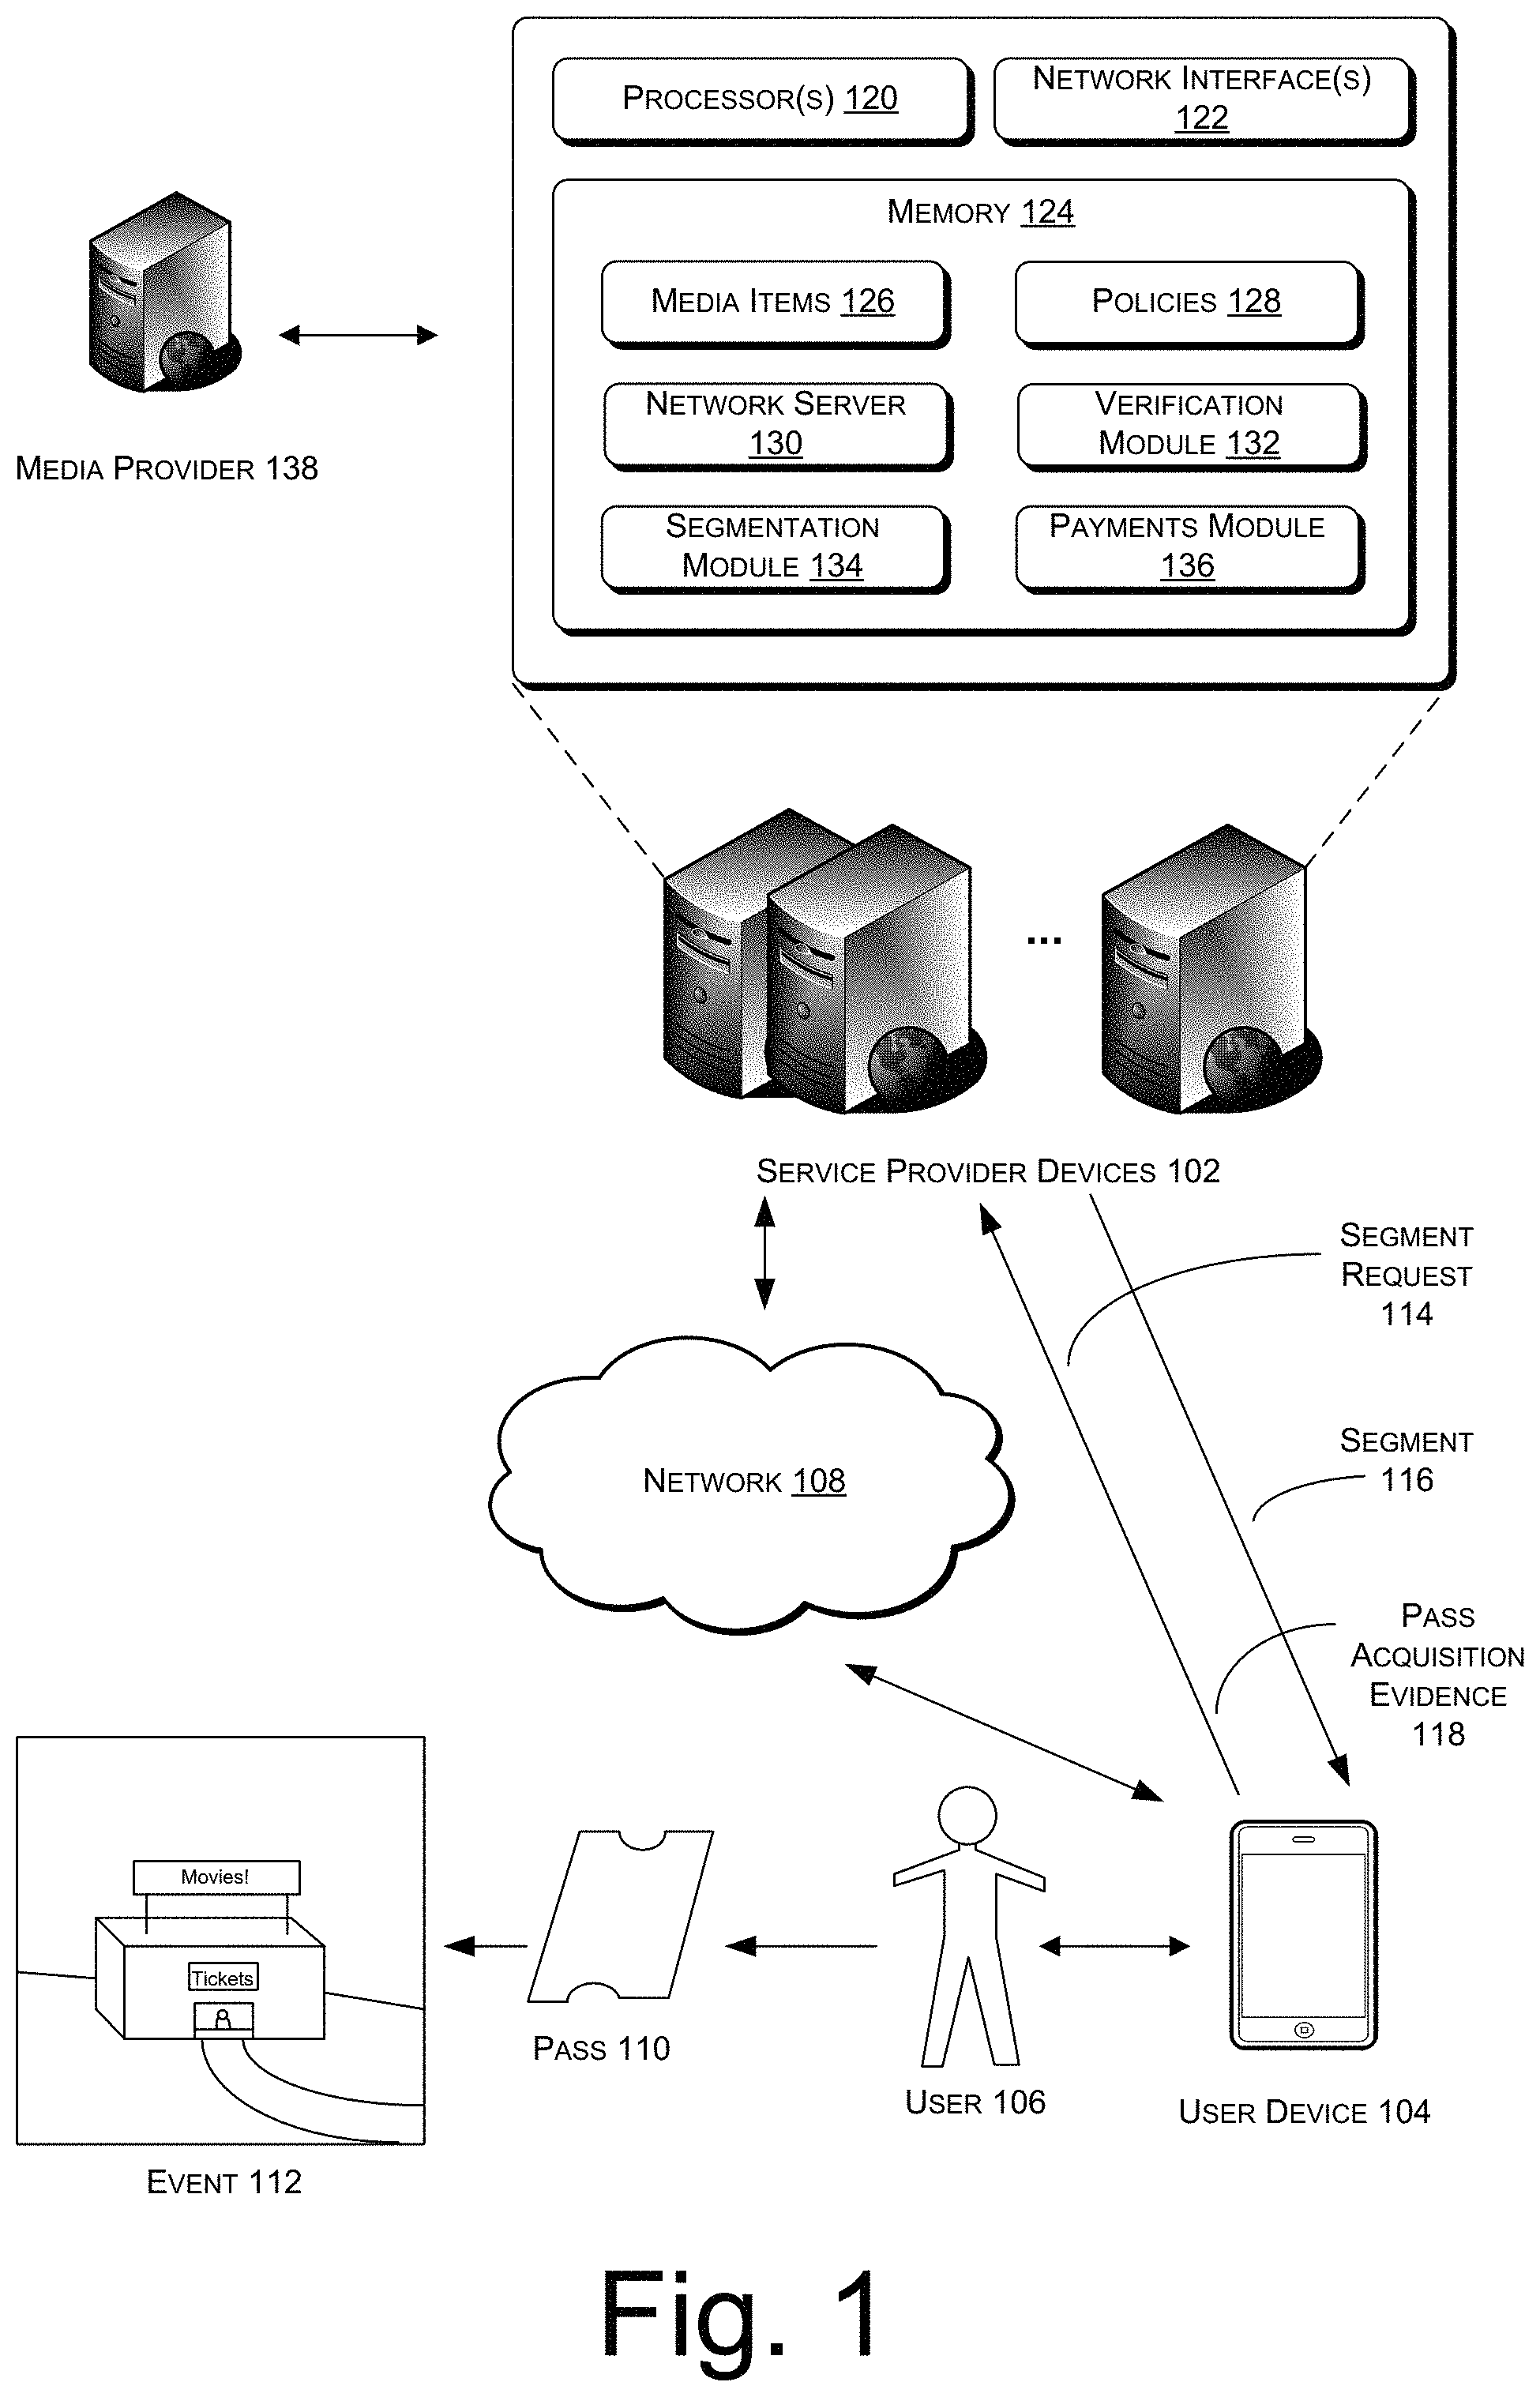 PROCESSOR(S) 120
NETWORK INTERFACE(S)
122
MEMORY 124
MEDIA ITEMS 126
POLICIES 128
NETWORK SERVER
130
VERIFICATION
MODULE 132
SEGMENTATION
MODULE 134
PAYMENTS MODULE
136
MEDIA PROVIDER 138
...
SERVICE PROVIDER DEVICES 102
SEGMENT
REQUEST
114
SEGMENT
116
NETWORK 108
PASS
ACQUISITION
EVIDENCE
118
Movies!
Tickets
PASS 110
USER 106
USER DEVICE 104
EVENT 112
Fig. 1